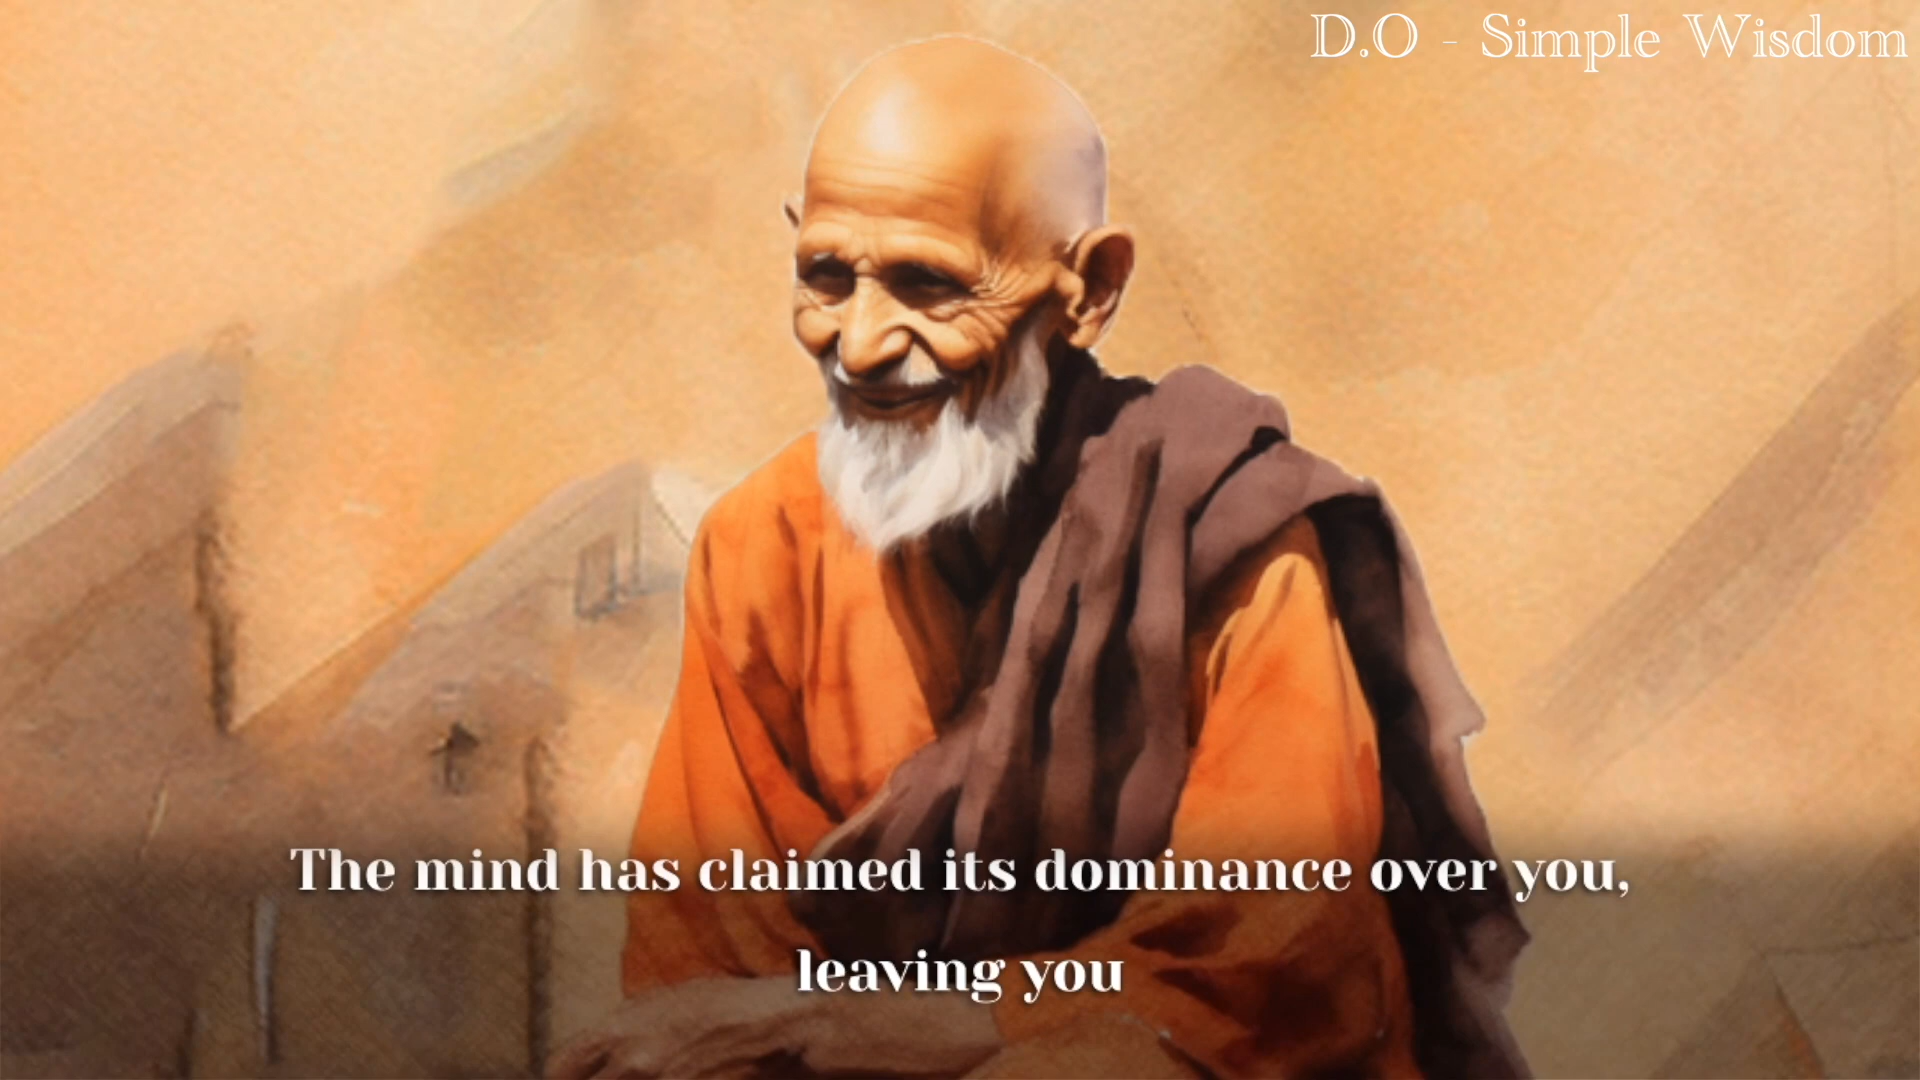 D.O - Simple Wisdom
The mind has claimed its dominance over you,
leaving you